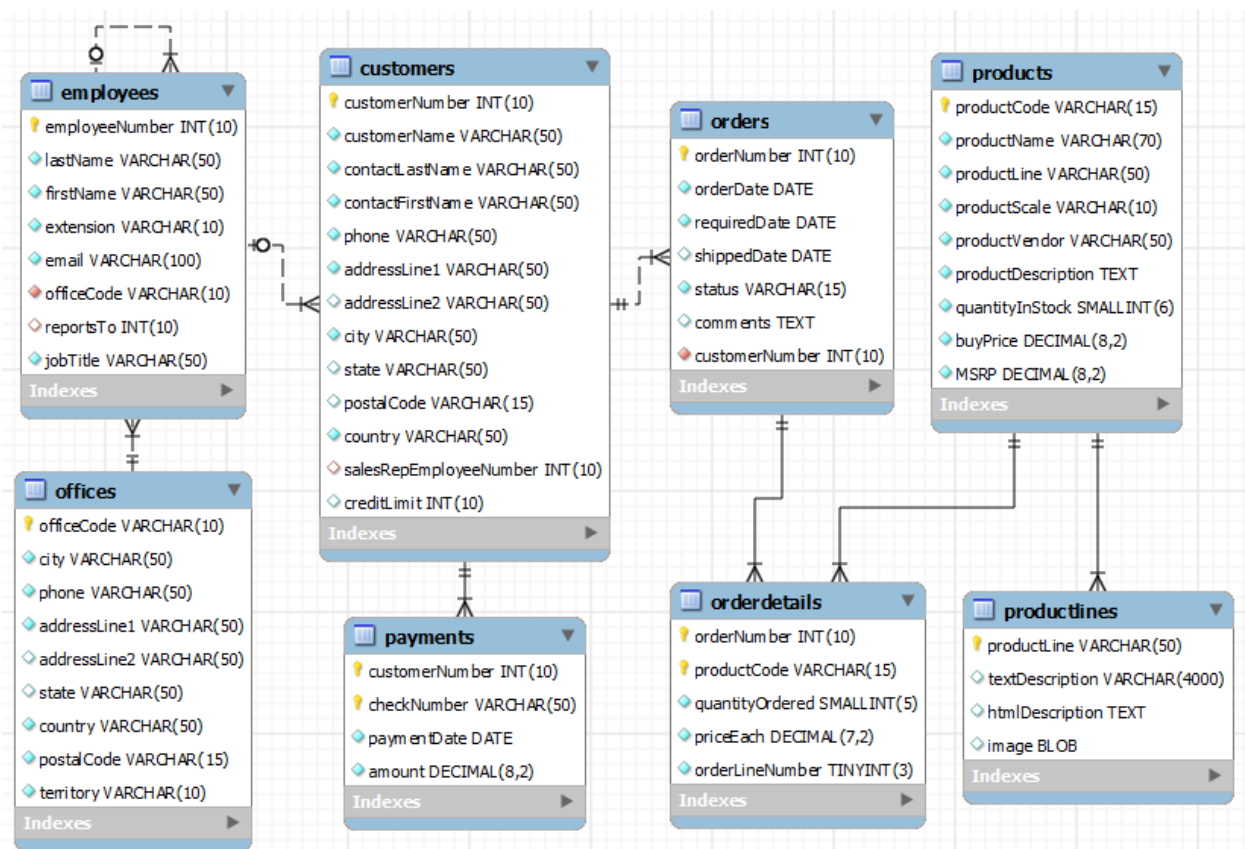 employees
employeeNumber INT(10)
lastName VARCHAR(50)
firstName VARCHAR(50)
extension VARCHAR(10)
email VARCHAR(100)
officeCode VARCHAR(10)
reportsTo INT(10)
jobTitle VARCHAR(50)
Indexes
offices
officeCode VARCHAR(10)
city VARCHAR(50)
phone VARCHAR(50)
addressLine1 VARCHAR(50)
addressLine2 VARCHAR(50)
state VARCHAR(50)
country VARCHAR(50)
postalCode VARCHAR(15)
territory VARCHAR(10)
Indexes
customers
customerNumber INT(10)
customerName VARCHAR(50)
contactLastName VARCHAR(50)
contactFirstName VARCHAR(50)
phone VARCHAR(50)
addressLine1 VARCHAR(50)
addressLine2 VARCHAR(50)
city VARCHAR(50)
state VARCHAR(50)
postalCode VARCHAR(15)
country VARCHAR(50)
salesRepEmployeeNumber INT(10)
creditLimit INT(10)
Indexes
payments
customerNumber INT(10)
checkNumber VARCHAR(50)
paymentDate DATE
amount DECIMAL(8,2)
Indexes
orders
orderNumber INT(10)
orderDate DATE
requiredDate DATE
shippedDate DATE
status VARCHAR(15)
comments TEXT
customerNumber INT(10)
Indexes
orderdetails
orderNumber INT(10)
productCode VARCHAR(15)
quantityOrdered SMALLINT(5)
priceEach DECIMAL(7,2)
orderLineNumber TINYINT(3)
Indexes
products
productCode VARCHAR(15)
productName VARCHAR(70)
productLine VARCHAR(50)
productScale VARCHAR(10)
productVendor VARCHAR(50)
productDescription TEXT
quantityInStock SMALLINT(6)
buyPrice DECIMAL(8,2)
MSRP DECIMAL(8,2)
Indexes
productlines
productLine VARCHAR(50)
textDescription VARCHAR(4000)
htmlDescription TEXT
image BLOB
Indexes